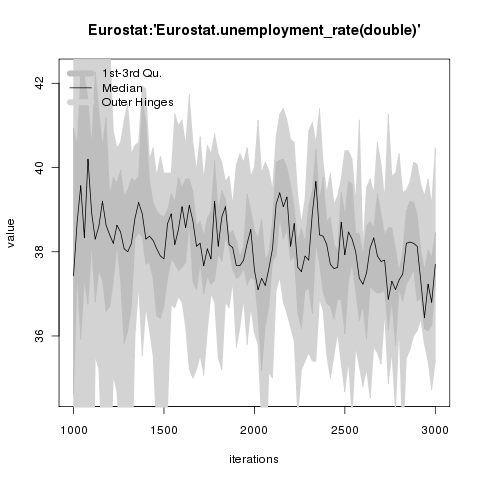 Eurostat:'Eurostat.unemployment_rate(double)'
1st-3rd Qu.
Median
Outer Hinges
value
42
40
38
36
1000 1500 2000 2500 3000
iterations